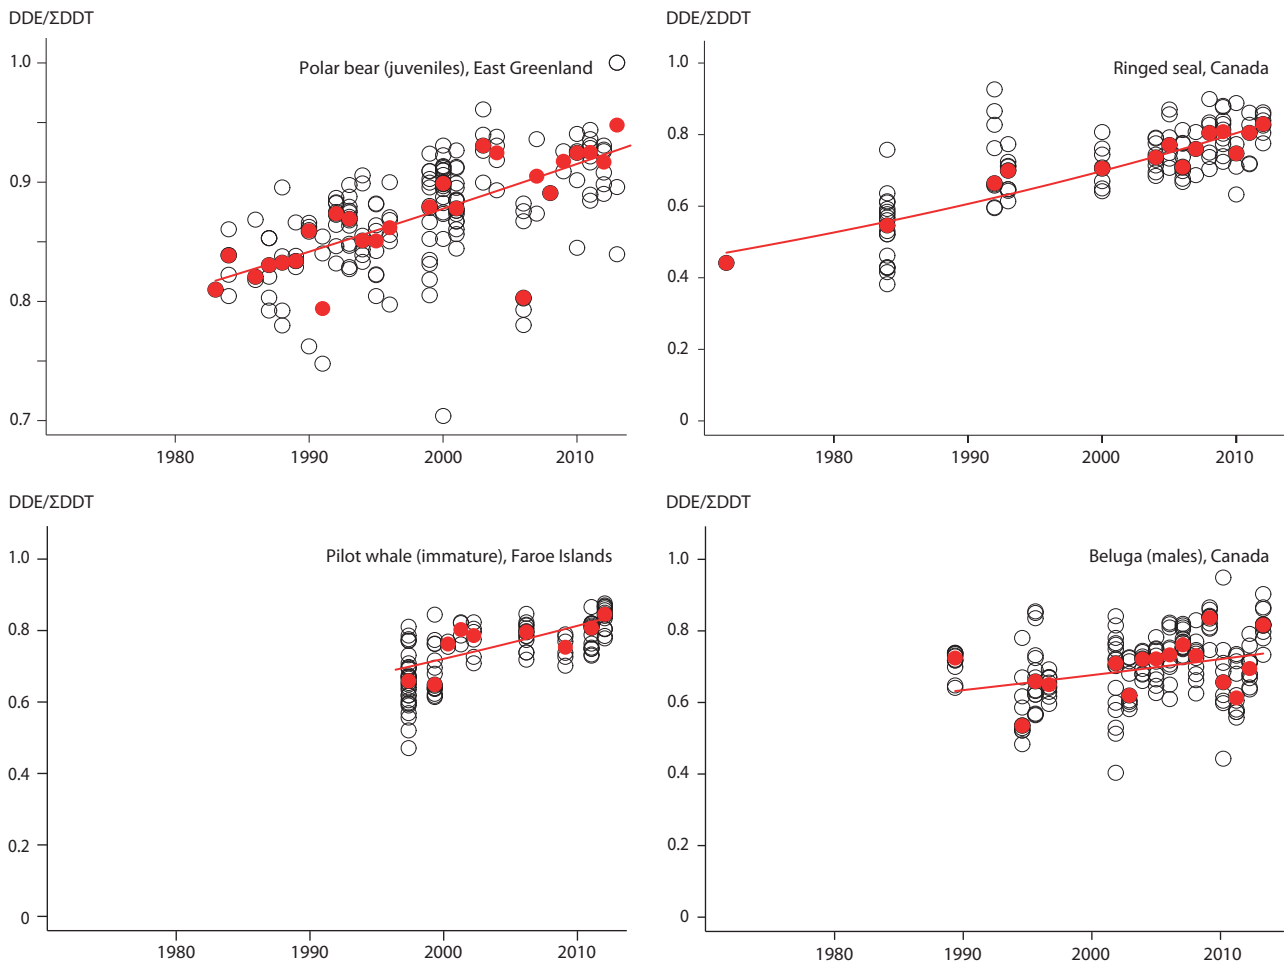 DDE/ΣDDT
Polar bear (juveniles), East Greenland
1.0
0.9
0.8
0.7
1980 1990 2000 2010
DDE/ΣDDT
Ringed seal, Canada
1.0
0.8
0.6
0.4
0.2
0
1980 1990 2000 2010
DDE/ΣDDT
Pilot whale (immature), Faroe Islands
1.0
0.8
0.6
0.4
0.2
0
1980 1990 2000 2010
DDE/ΣDDT
Beluga (males), Canada
1.0
0.8
0.6
0.4
0.2
0
1980 1990 2000 2010